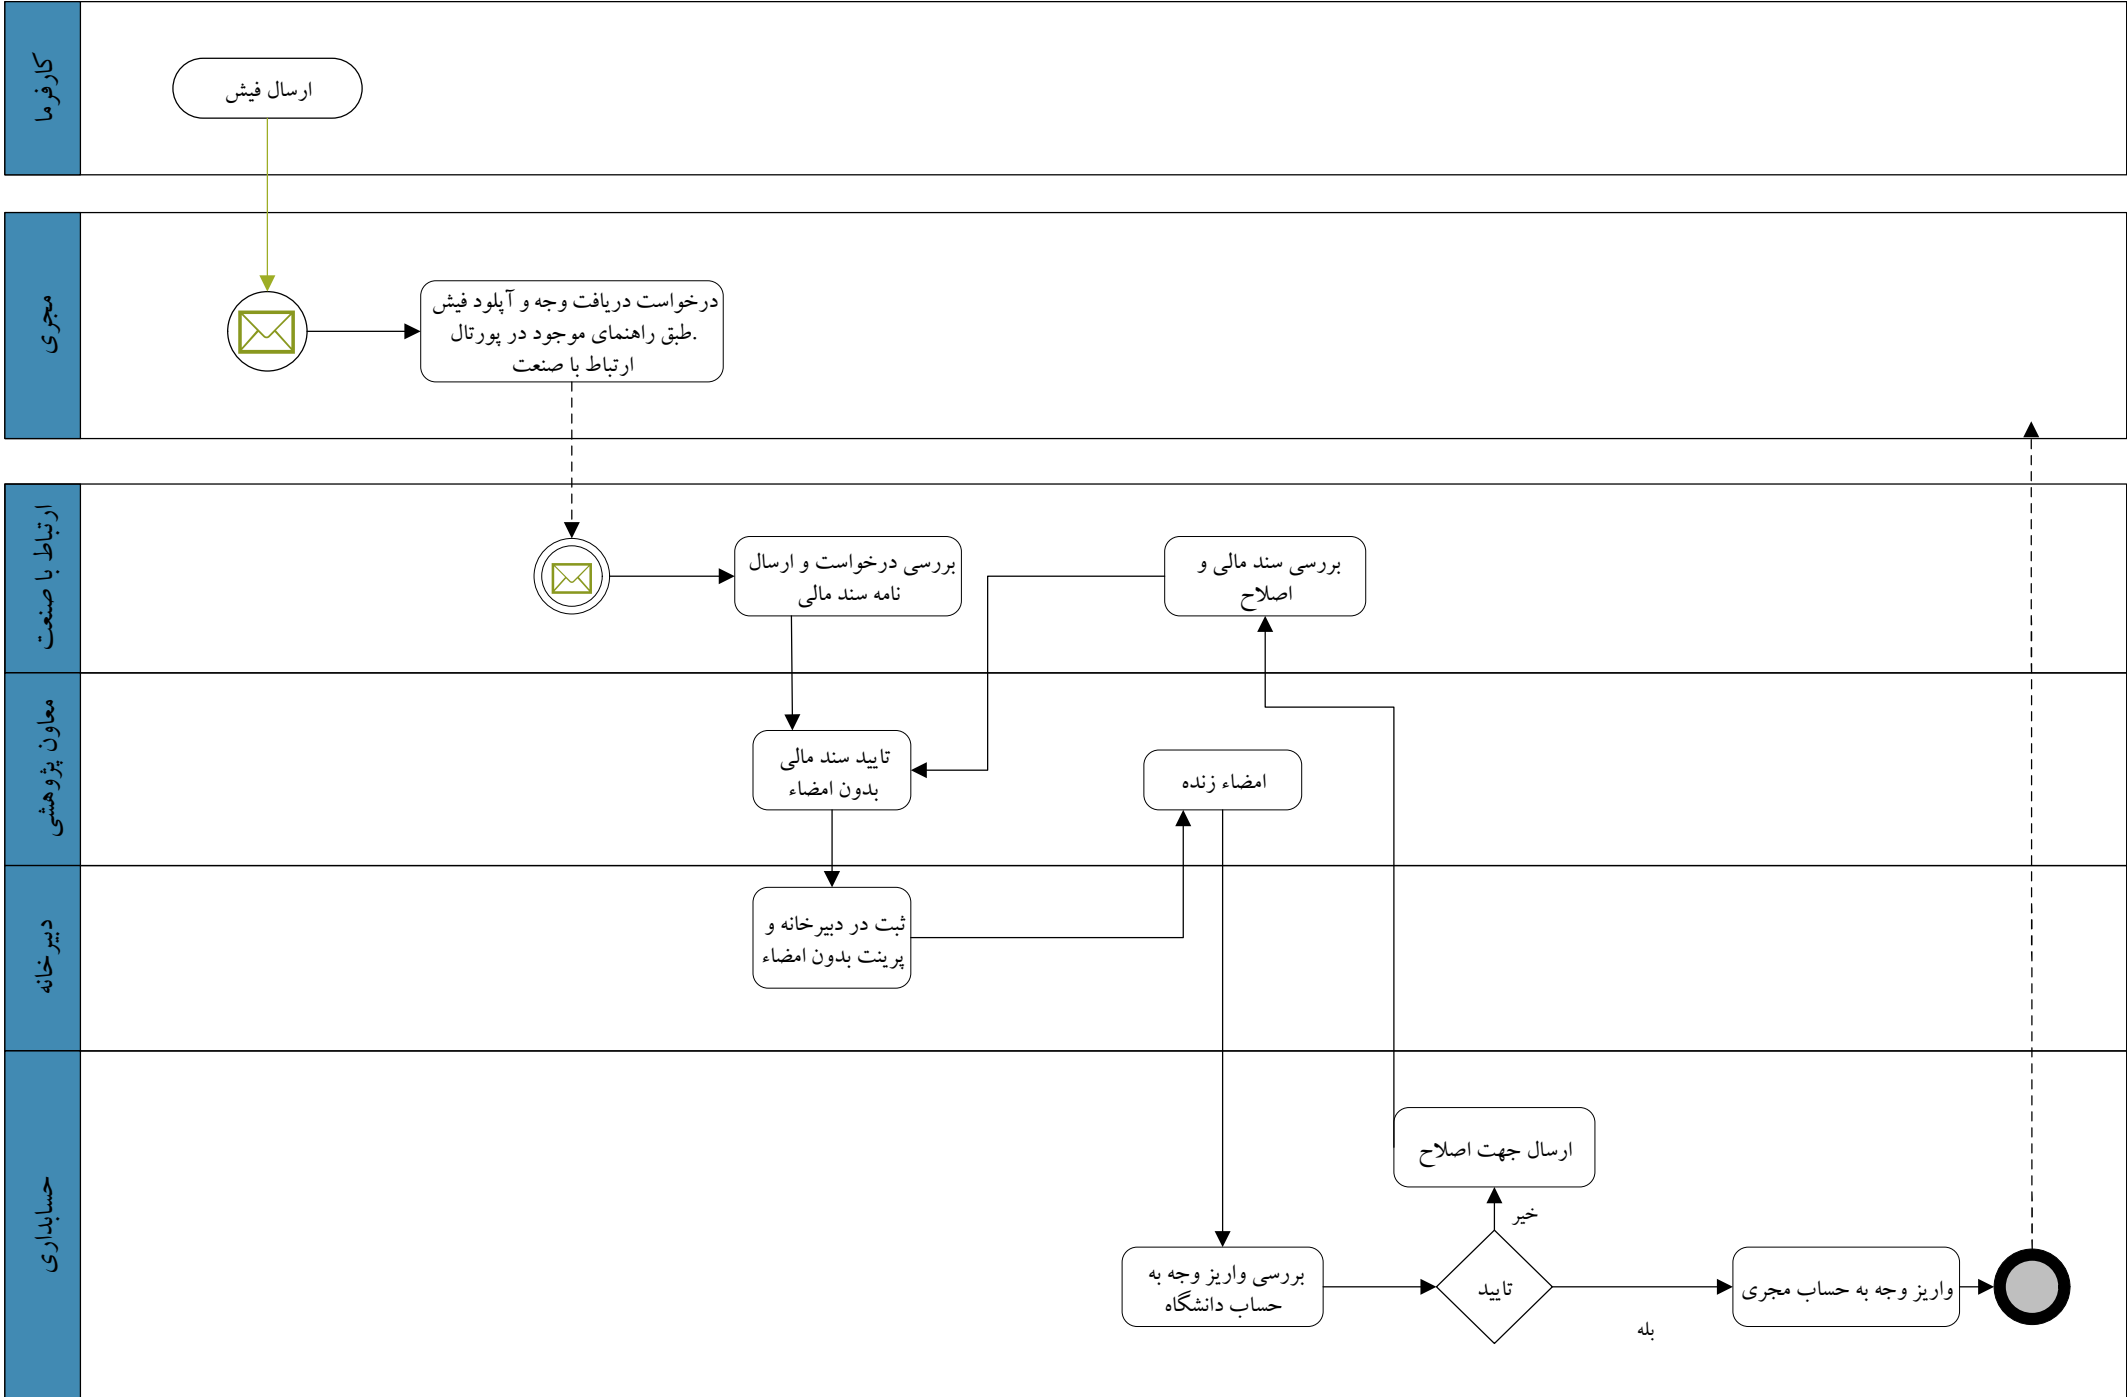 کارفرما
ارسال فیش
مجری
درخواست دریافت وجه و آپلود فیش
طبق راهنمای موجود در پورتال.
ارتباط با صنعت
ارتباط با صنعت
بررسی درخواست و ارسال
نامه سند مالی
بررسی سند مالی و
اصلاح
معاون پژوهشی
تایید سند مالی
بدون امضاء
امضاء زنده
دبیرخانه
ثبت در دبیرخانه و
پرینت بدون امضاء
حسابداری
ارسال جهت اصلاح
خیر
بررسی واریز وجه به
حساب دانشگاه
تایید
بله
واریز وجه به حساب مجری